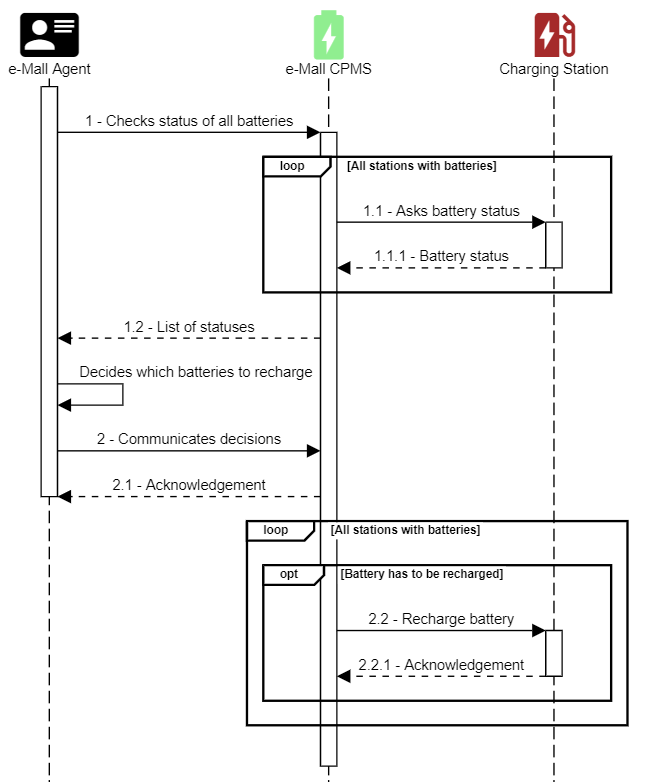 e-Mall Agent
e-Mall CPMS
Charging Station
1 - Checks status of all batteries
loop
[All stations with batteries]
1.1 - Asks battery status
1.1.1 - Battery status
1.2 - List of statuses
Decides which batteries to recharge
2 - Communicates decisions
2.1 - Acknowledgement
loop
[All stations with batteries]
opt
[Battery has to be recharged]
2.2 - Recharge battery
2.2.1 - Acknowledgement